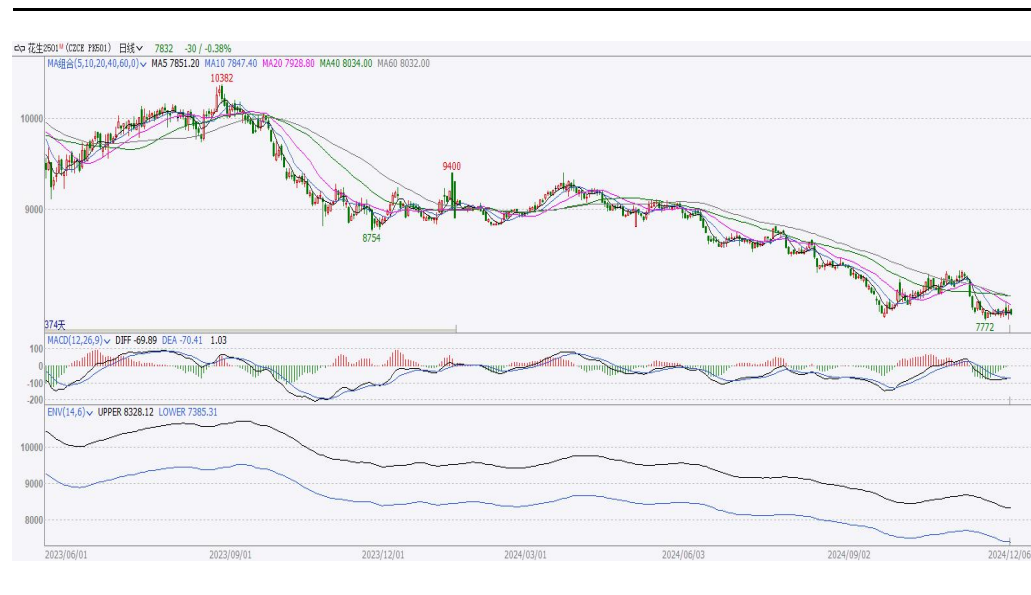 花生2501M (CZCE PK501) 日线 7832 -30 / -0.38%
MA组合(5,10,20,40,60,0) MA5 7851.20 MA10 7847.40 MA20 7928.80 MA40 8034.00 MA60 8032.00
10382
10000
9400
9000
8754
7772
374天
MACD(12,26,9) DIFF -69.89 DEA -70.41 1.03
100
0
-100
-200
ENV(14,6) UPPER 8328.12 LOWER 7385.31
10000
9000
8000
2023/06/01 2023/09/01 2023/12/01 2024/03/01 2024/06/03 2024/09/02 2024/12/06